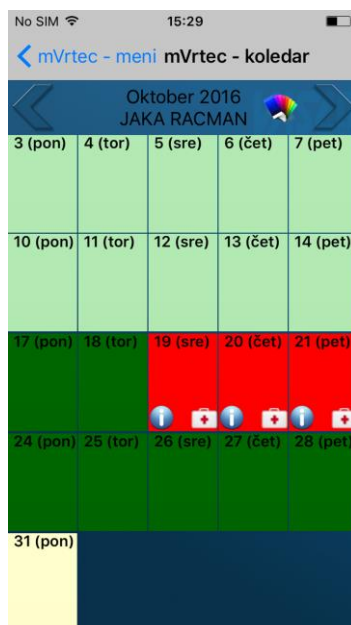 No SIM 15:29
mVrtec - meni mVrtec - koledar
Oktober 2016
JAKA RACMAN
3 (pon) 4 (tor) 5 (sre) 6 (čet) 7 (pet)
10 (pon) 11 (tor) 12 (sre) 13 (čet) 14 (pet)
17 (pon) 18 (tor) 19 (sre) 20 (čet) 21 (pet)
24 (pon) 25 (tor) 26 (sre) 27 (čet) 28 (pet)
31 (pon)